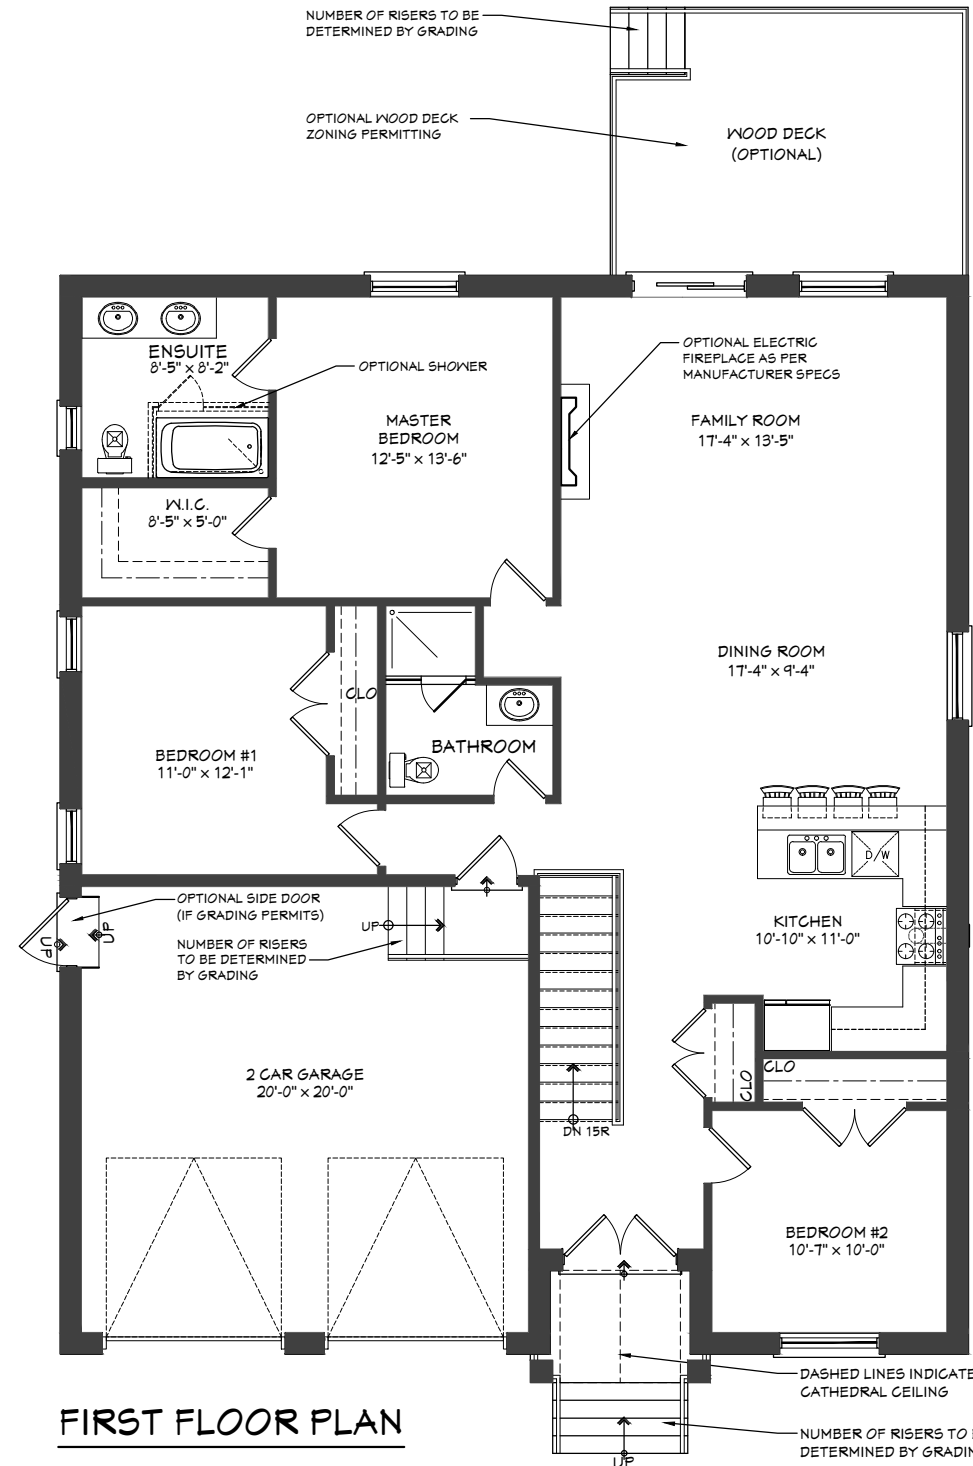 NUMBER OF RISERS TO BE
DETERMINED BY GRADING
OPTIONAL WOOD DECK
ZONING PERMITTING
WOOD DECK
(OPTIONAL)
ENSUITE
8'-5" x 8'-2"
OPTIONAL SHOWER
MASTER
BEDROOM
12'-5" x 13'-6"
OPTIONAL ELECTRIC
FIREPLACE AS PER
MANUFACTURER SPECS
FAMILY ROOM
17'-4" x 13'-5"
W.I.C.
8'-5" x 5'-0"
DINING ROOM
17'-4" x 9'-4"
CLO
BEDROOM #1
11'-0" x 12'-1"
BATHROOM
D/W
OPTIONAL SIDE DOOR
(IF GRADING PERMITS)
UP
UP
UP
NUMBER OF RISERS
TO BE DETERMINED
BY GRADING
KITCHEN
10'-10" x 11'-0"
2 CAR GARAGE
20'-0" x 20'-0"
CLO
CLO
DN 15R
BEDROOM #2
10'-7" x 10'-0"
DASHED LINES INDICATE
CATHEDRAL CEILING
NUMBER OF RISERS TO
DETERMINED BY
UP
FIRST FLOOR PLAN